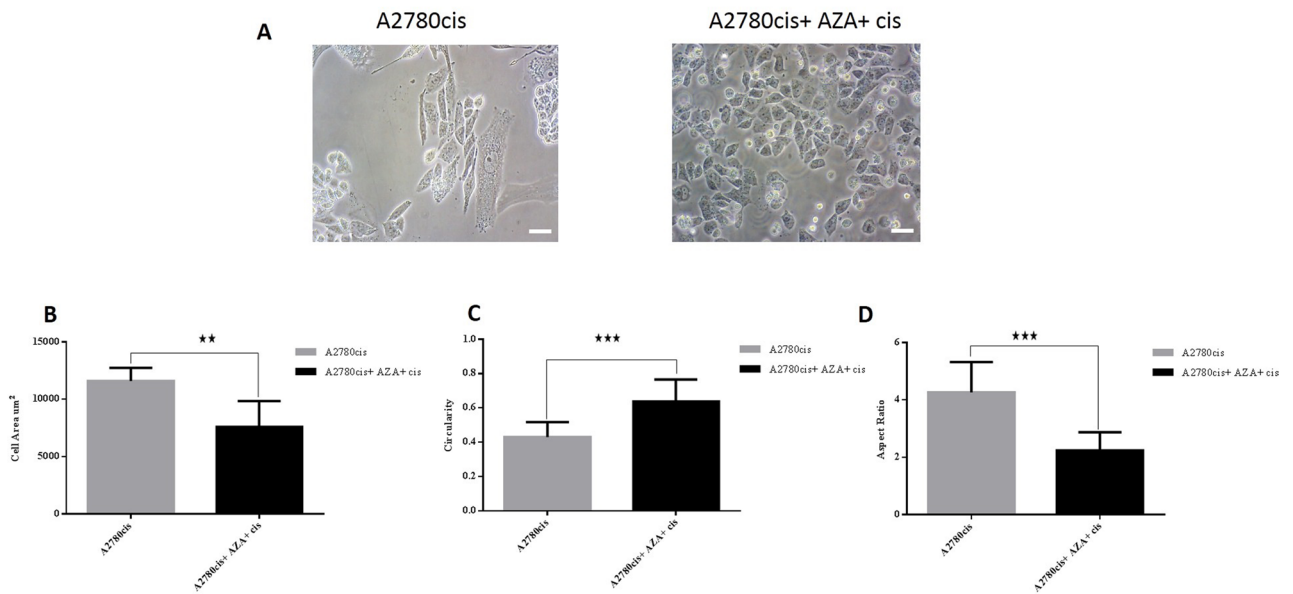 A
A2780cis
A2780cis+ AZA+ cis
B
Cell Area um²
15000
10000
5000
0
★★
A2780cis
A2780cis+ AZA+ cis
A2780cis
A2780cis+ AZA+ cis
C
Circularity
1.0
0.8
0.6
0.4
0.2
0.0
★★★
A2780cis
A2780cis+ AZA+ cis
A2780cis
A2780cis+ AZA+ cis
D
Aspect Ratio
6
4
2
0
★★★
A2780cis
A2780cis+ AZA+ cis
A2780cis
A2780cis+ AZA+ cis